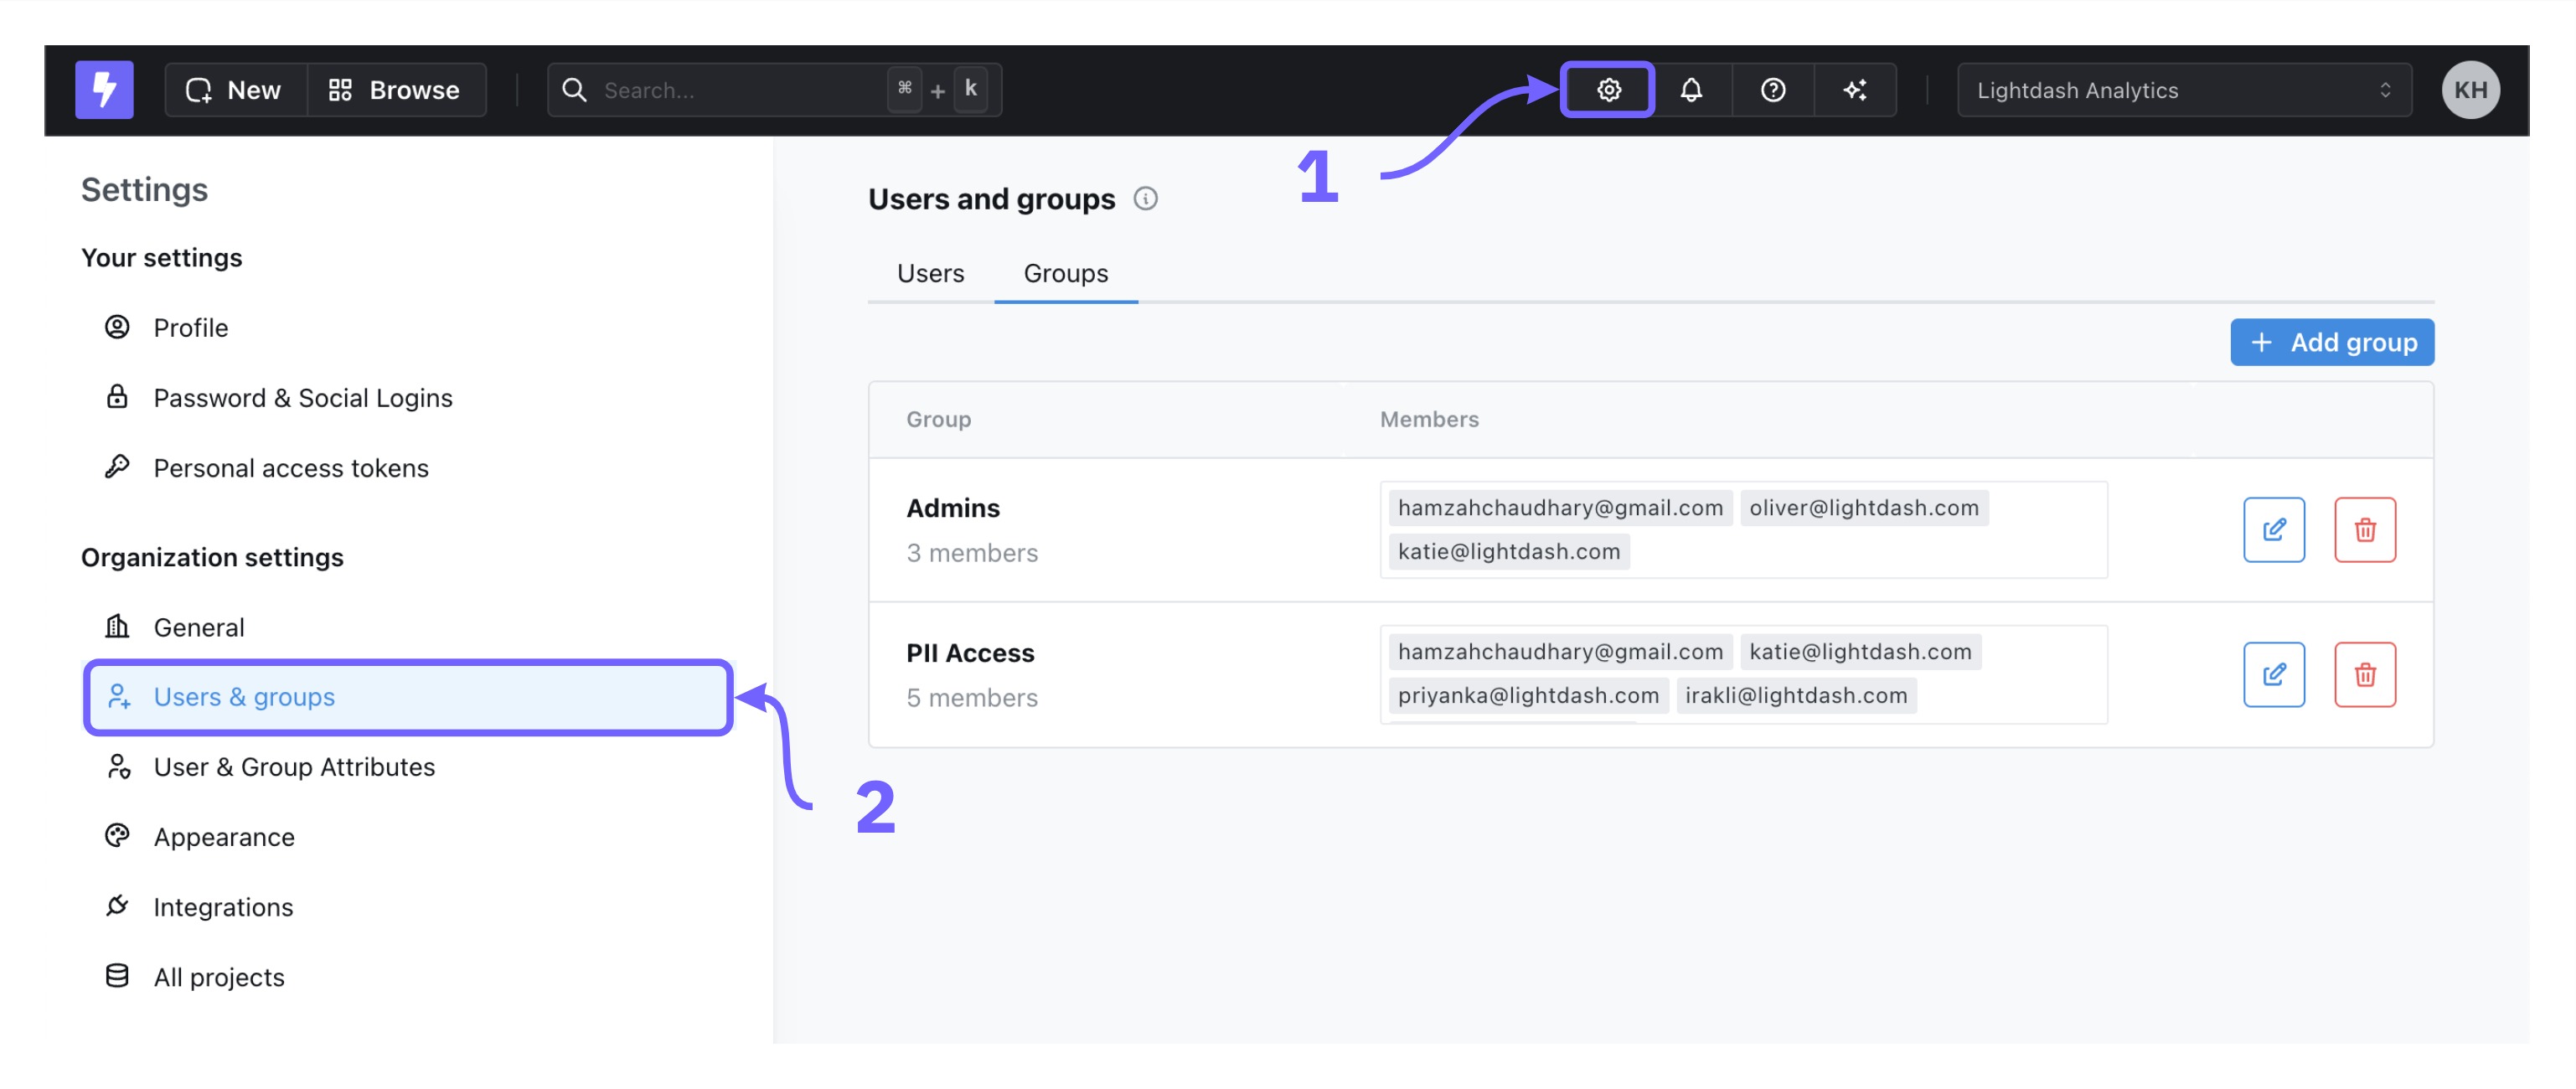 New Browse Search... ⌘ + k Lightdash Analytics KH
1
Settings
Your settings
Profile
Password & Social Logins
Personal access tokens
Organization settings
General
Users & groups
User & Group Attributes
Appearance
Integrations
All projects
2
Users and groups
Users Groups
+ Add group
Group Members
Admins
3 members
hamzahchaudhary@gmail.com oliver@lightdash.com
katie@lightdash.com
PII Access
5 members
hamzahchaudhary@gmail.com katie@lightdash.com
priyanka@lightdash.com irakli@lightdash.com